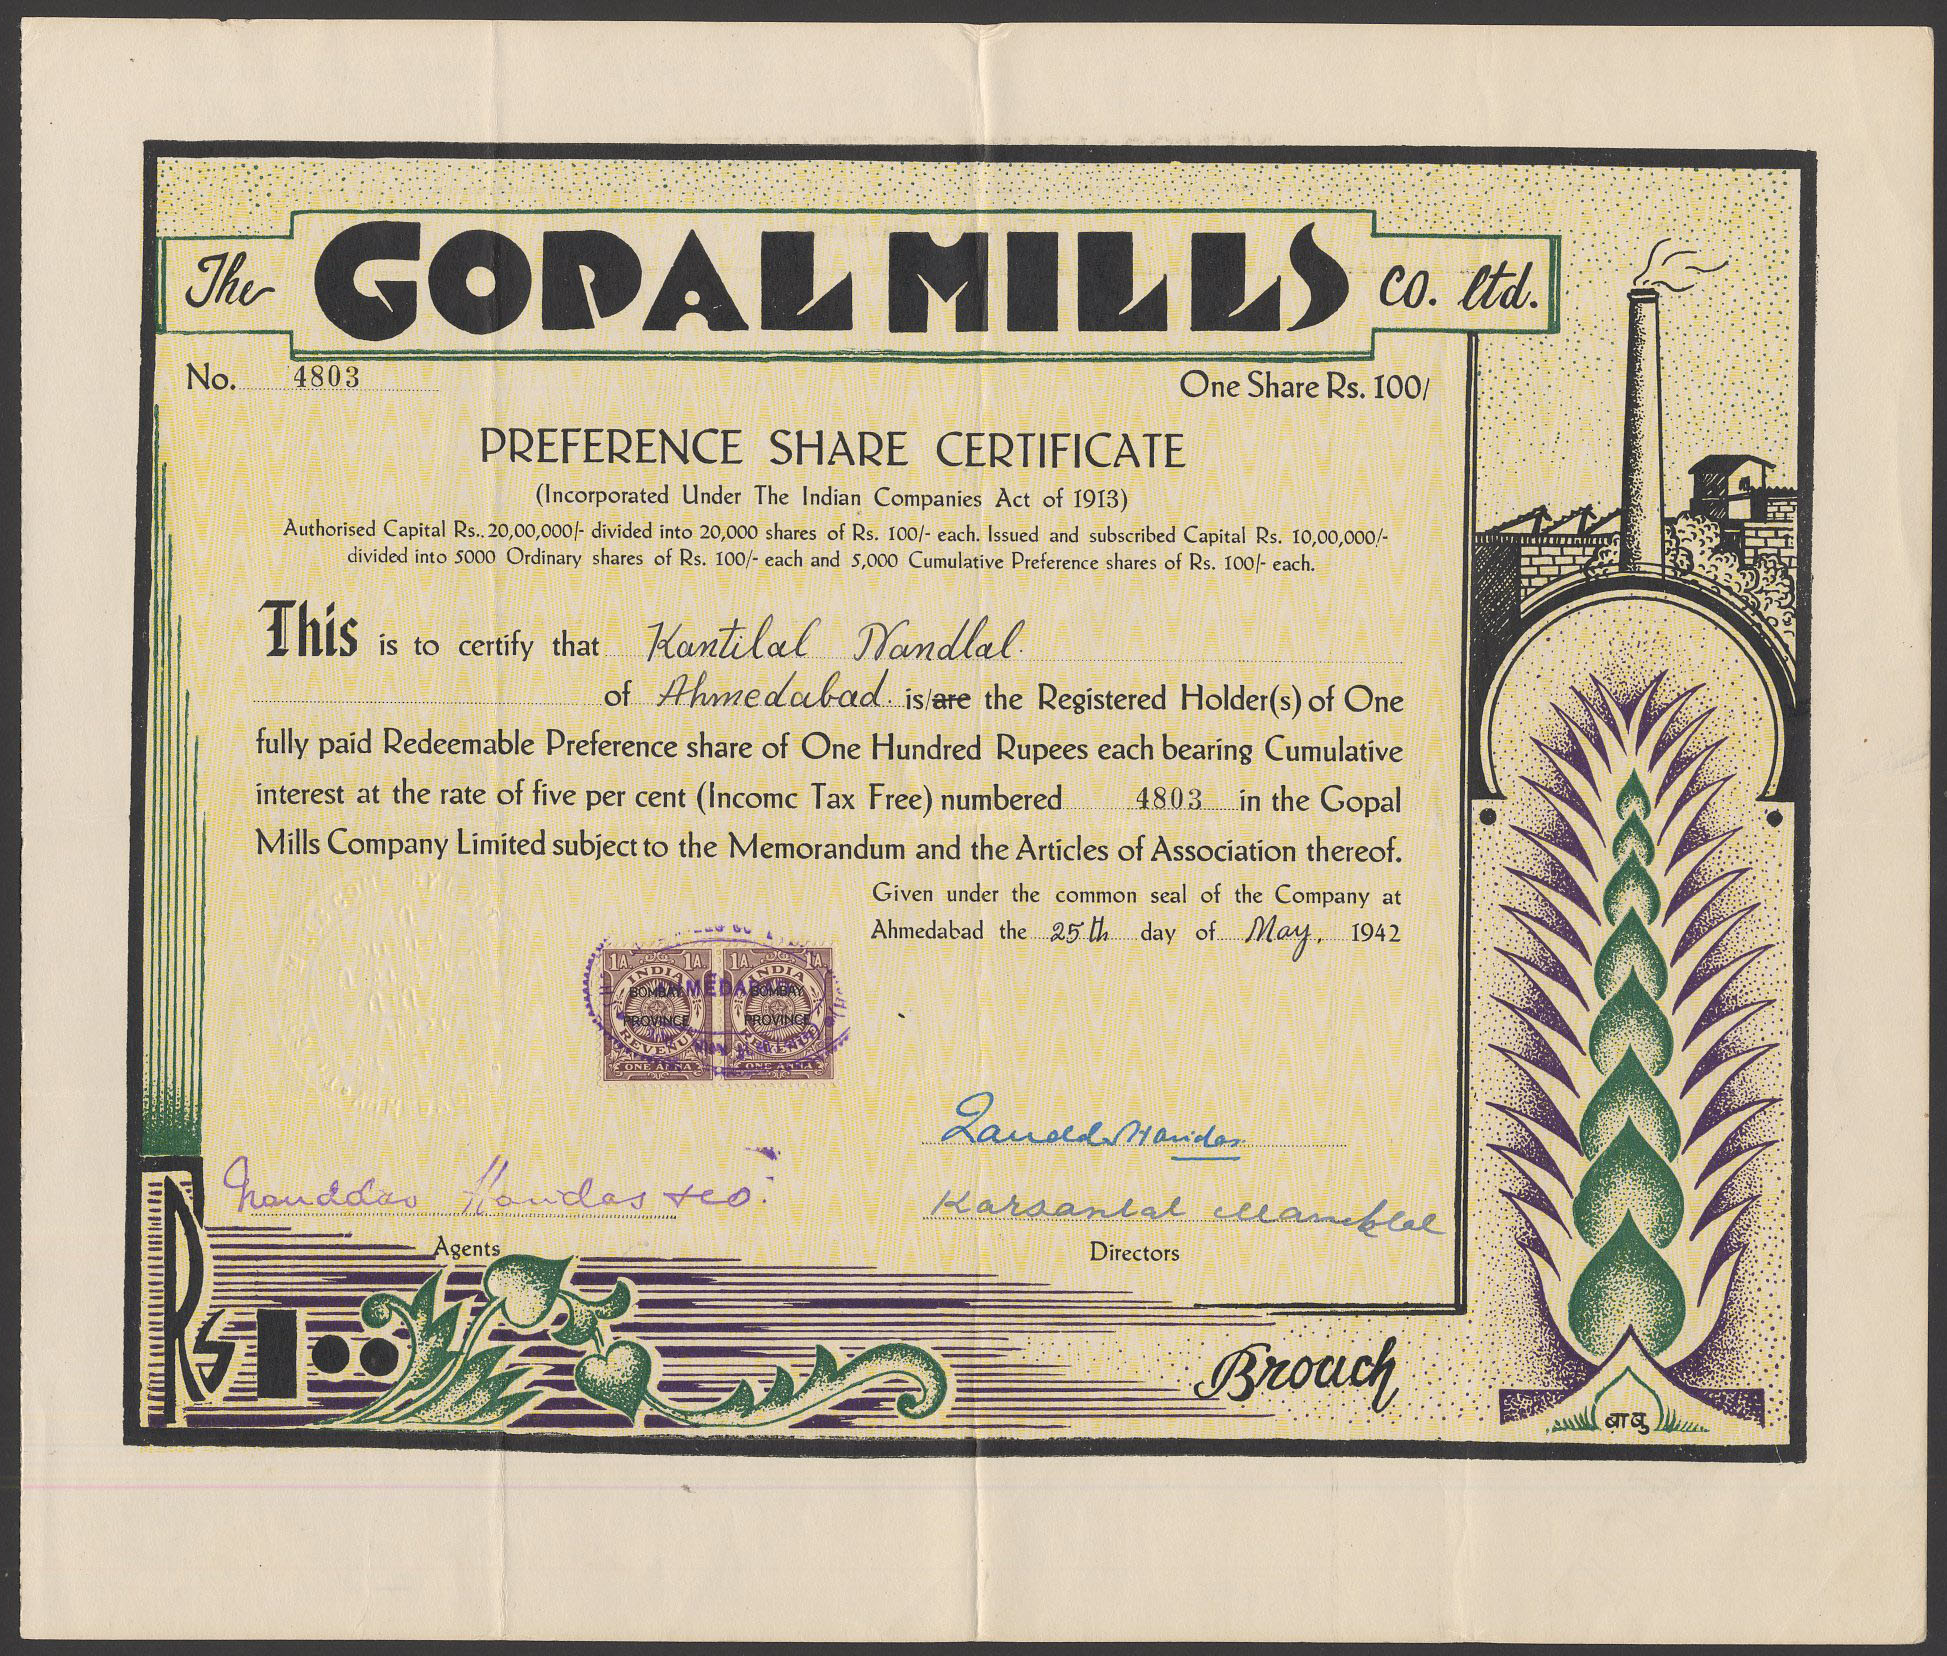 The GOPAL MILLS co. ltd.
No. 4803
One Share Rs. 100/
PREFERENCE SHARE CERTIFICATE
(Incorporated Under The Indian Companies Act of 1913)
Authorised Capital Rs.. 20,00,000/- divided into 20,000 shares of Rs. 100/- each. Issued and subscribed Capital Rs. 10,00,000/-
divided into 5000 Ordinary shares of Rs. 100/- each and 5,000 Cumulative Preference shares of Rs. 100/- each.
This is to certify that Kantilal Nandlal.
of Ahmedabad. is/are the Registered Holder(s) of One
fully paid Redeemable Preference share of One Hundred Rupees each bearing Cumulative
interest at the rate of five per cent (Incomc Tax Free) numbered 4803 in the Gopal
Mills Company Limited subject to the Memorandum and the Articles of Association thereof.
Given under the common seal of the Company at
Ahmedabad the 25th day of May, 1942
1A. 1A. 1A. 1A.
INDIA INDIA
BOMBAY AHMEDABAD BOMBAY
PROVINCE PROVINCE
REVENUE REVENUE
ONE ANNA ONE ANNA
Karsanlal Maneklal
Agents
Directors
Rs 100
Broach
बाबु